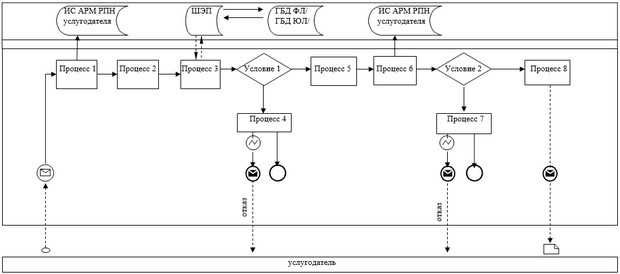 ИС АРМ РПН
услугодателя
ШЭП
ГБД ФЛ/
ГБД ЮЛ/
ИС АРМ РПН
услугодателя
Процесс 1
Процесс 2
Процесс 3
Условие 1
Процесс 5
Процесс 6
Условие 2
Процесс 8
Процесс 4
Процесс 7
отказ
отказ
услугодатель